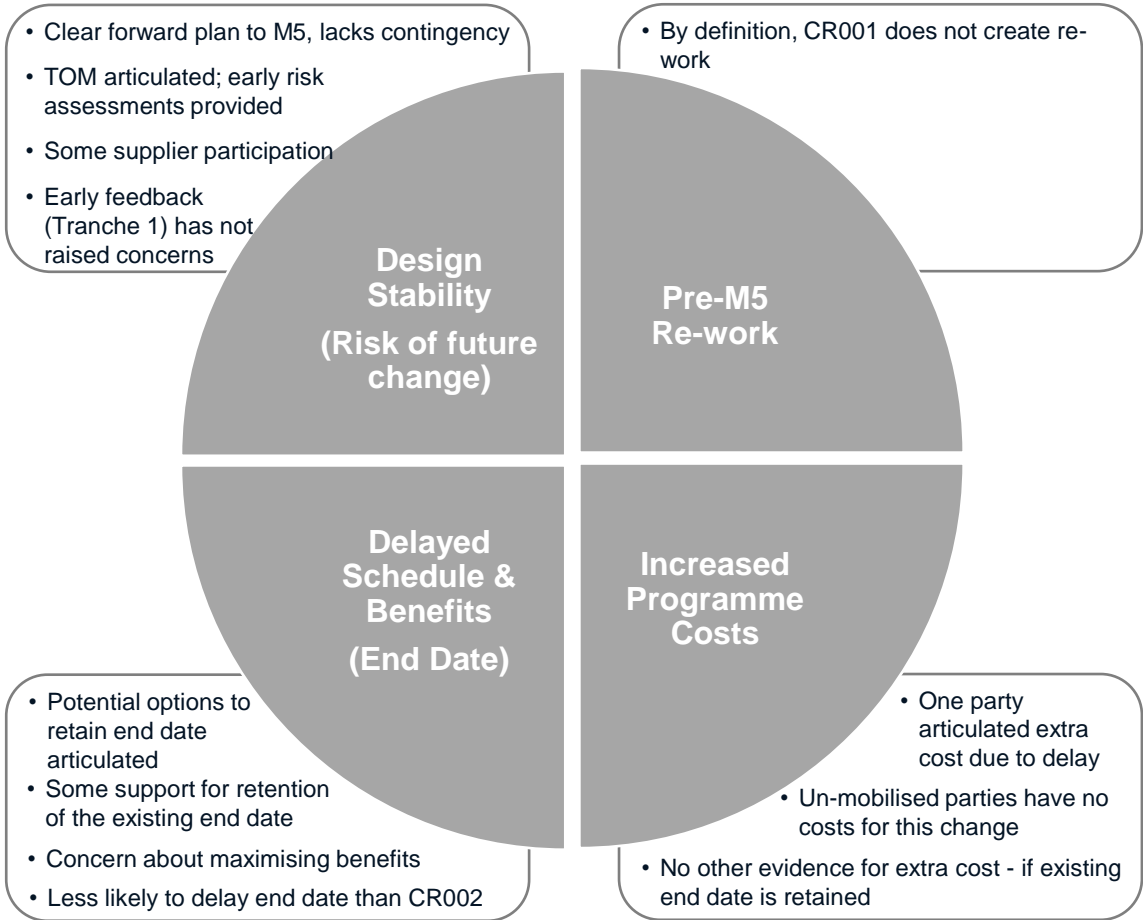 • Clear forward plan to M5, lacks contingency
• TOM articulated; early risk
assessments provided
• Some supplier participation
• Early feedback
(Tranche 1) has not
raised concerns
• By definition, CR001 does not create re-
work
Design
Stability
(Risk of future
change)
Pre-M5
Re-work
Delayed
Schedule &
Benefits
(End Date)
Increased
Programme
Costs
• Potential options to
retain end date
articulated
• Some support for retention
of the existing end date
• Concern about maximising benefits
• Less likely to delay end date than CR002
• One party
articulated extra
cost due to delay
• Un-mobilised parties have no
costs for this change
• No other evidence for extra cost - if existing
end date is retained